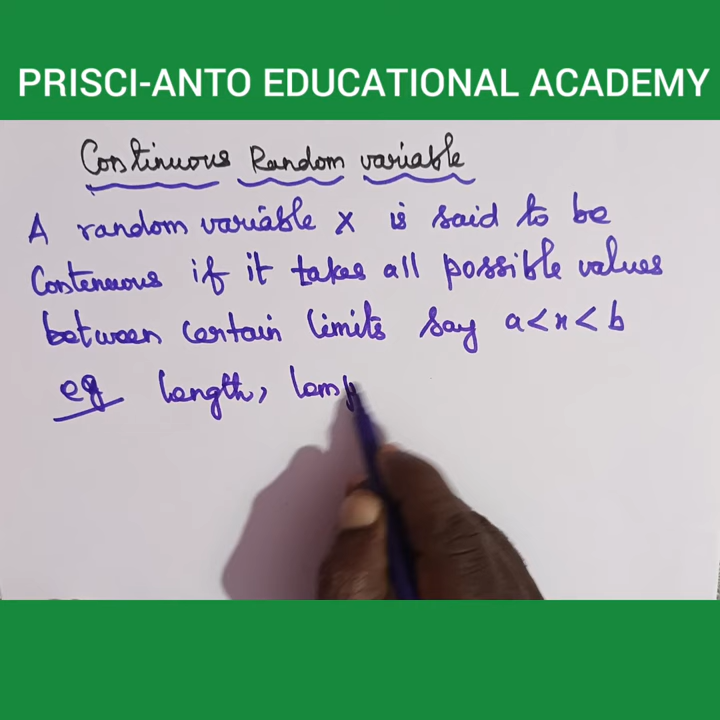 PRISCI-ANTO EDUCATIONAL ACADEMY
Continuous Random variable
A random variable X is said to be
Contenuous if it takes all possible values
between certain limits say a<x<b
eg length,